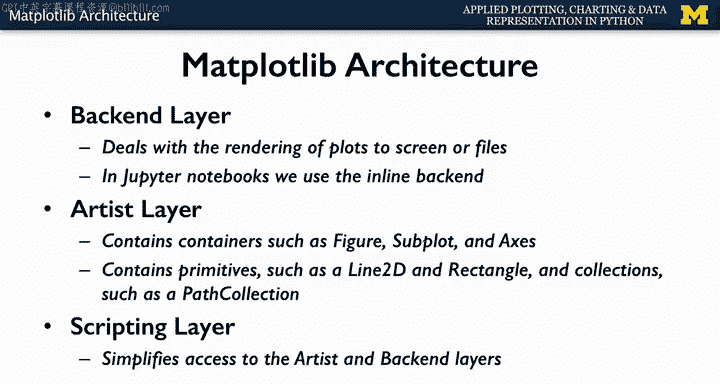 Matplotlib Architecture
APPLIED PLOTTING, CHARTING & DATA
REPRESENTATION IN PYTHON
M
Matplotlib Architecture
• Backend Layer
– Deals with the rendering of plots to screen or files
– In Jupyter notebooks we use the inline backend
• Artist Layer
– Contains containers such as Figure, Subplot, and Axes
– Contains primitives, such as a Line2D and Rectangle, and collections,
such as a PathCollection
• Scripting Layer
– Simplifies access to the Artist and Backend layers